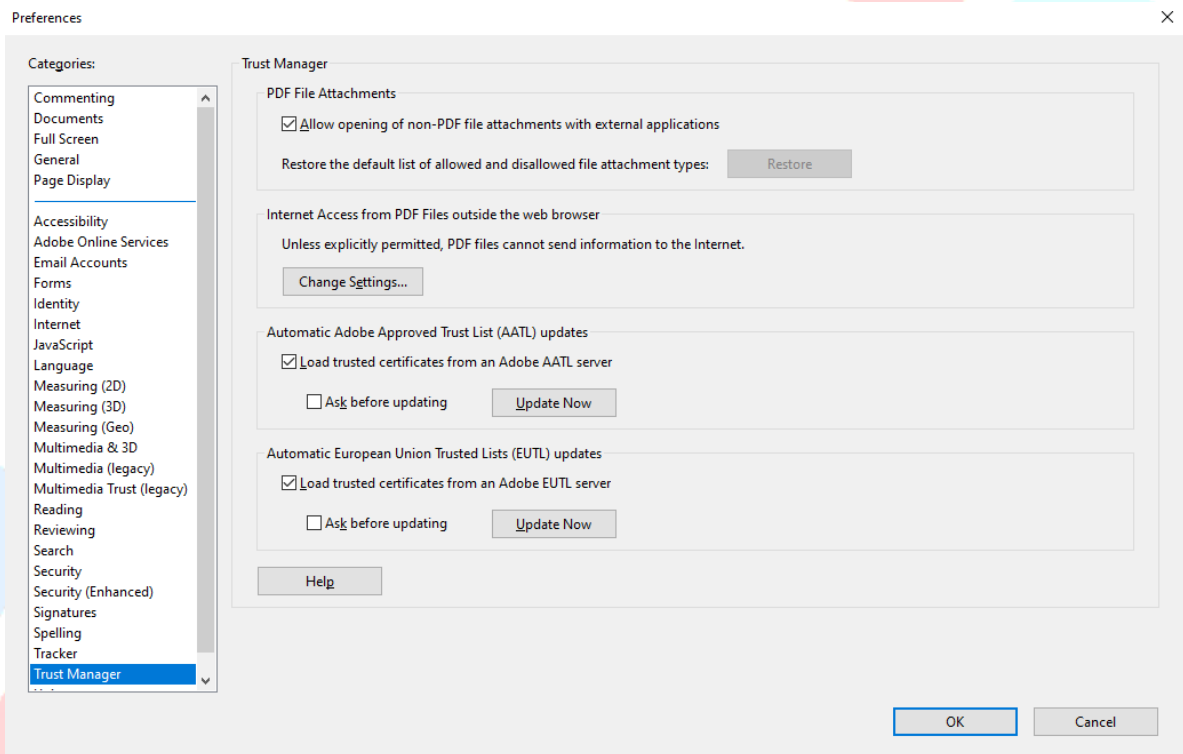 Preferences
Categories:
Commenting
Documents
Full Screen
General
Page Display
Accessibility
Adobe Online Services
Email Accounts
Forms
Identity
Internet
JavaScript
Language
Measuring (2D)
Measuring (3D)
Measuring (Geo)
Multimedia & 3D
Multimedia (legacy)
Multimedia Trust (legacy)
Reading
Reviewing
Search
Security
Security (Enhanced)
Signatures
Spelling
Tracker
Trust Manager
Trust Manager
PDF File Attachments
Allow opening of non-PDF file attachments with external applications
Restore the default list of allowed and disallowed file attachment types: Restore
Internet Access from PDF Files outside the web browser
Unless explicitly permitted, PDF files cannot send information to the Internet.
Change Settings...
Automatic Adobe Approved Trust List (AATL) updates
Load trusted certificates from an Adobe AATL server
Ask before updating Update Now
Automatic European Union Trusted Lists (EUTL) updates
Load trusted certificates from an Adobe EUTL server
Ask before updating Update Now
Help
OK Cancel